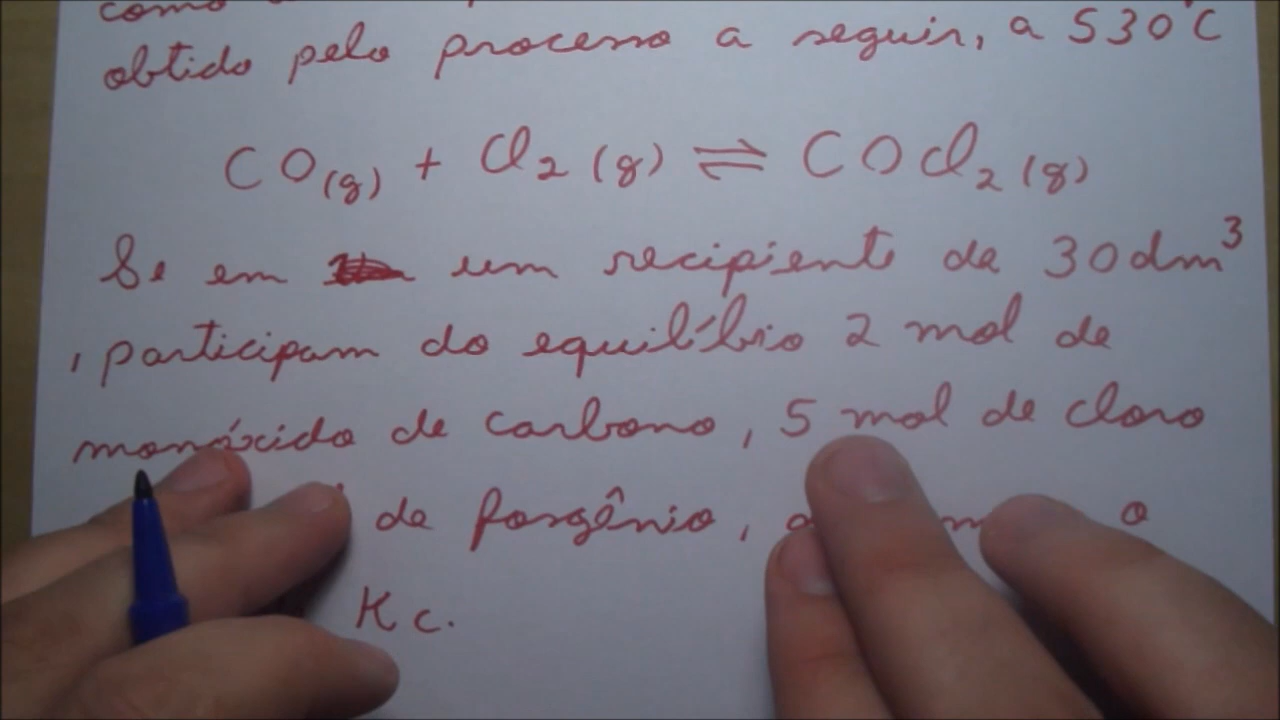 como
obtido pelo processo a seguir, a 530°C
CO(g) + Cl2(g) ⇌ COCl2(g)
Se em um recipiente de 30dm³
, participam do equilíbrio 2 mol de
monóxido de carbono, 5 mol de cloro
de fosgênio, o
Kc.